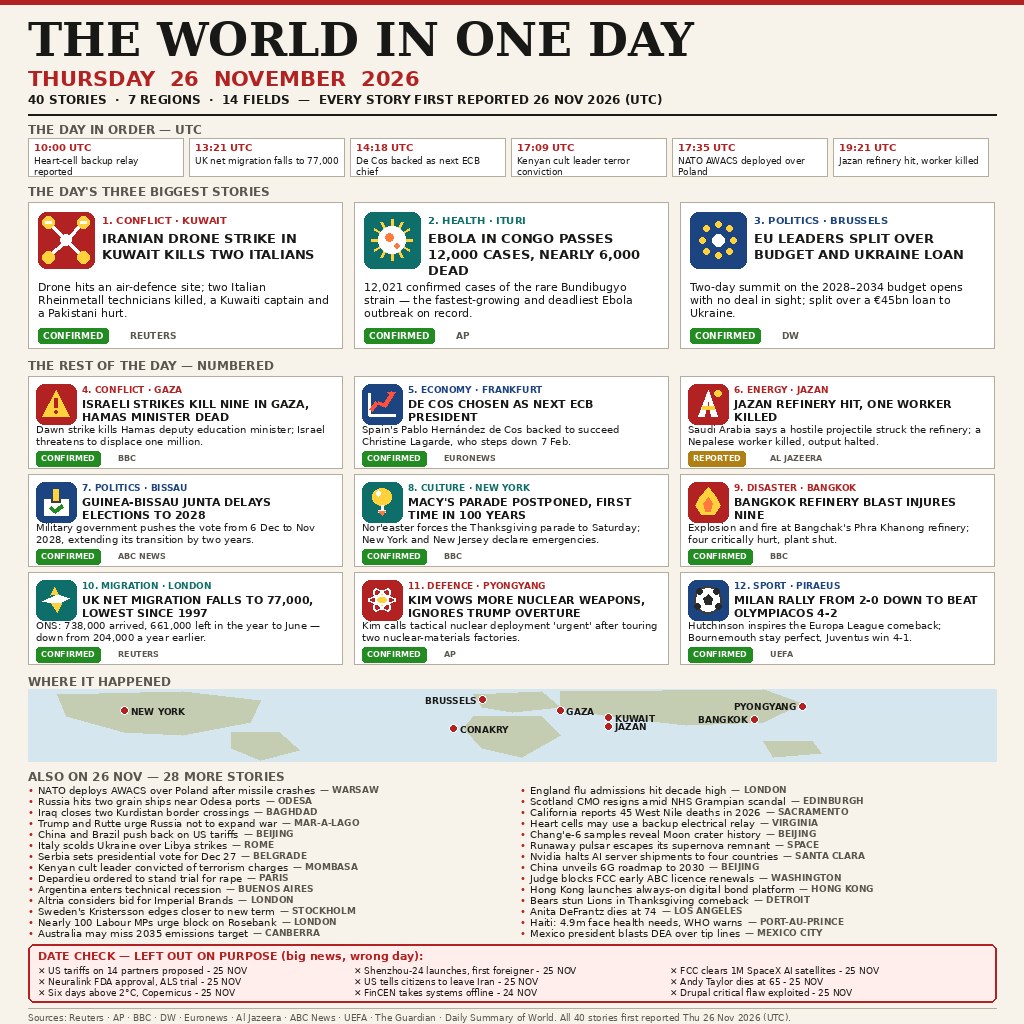 THE WORLD IN ONE DAY
THURSDAY 26 NOVEMBER 2026
40 STORIES · 7 REGIONS · 14 FIELDS — EVERY STORY FIRST REPORTED 26 NOV 2026 (UTC)
THE DAY IN ORDER — UTC
10:00 UTC
Heart-cell backup relay
reported
13:21 UTC
UK net migration falls to 77,000
14:18 UTC
De Cos backed as next ECB
chief
17:09 UTC
Kenyan cult leader terror
conviction
17:35 UTC
NATO AWACS deployed over
Poland
19:21 UTC
Jazan refinery hit, worker killed
THE DAY'S THREE BIGGEST STORIES
1. CONFLICT · KUWAIT
IRANIAN DRONE STRIKE IN
KUWAIT KILLS TWO ITALIANS
Drone hits an air-defence site; two Italian
Rheinmetall technicians killed, a Kuwaiti captain and
a Pakistani hurt.
CONFIRMED REUTERS
2. HEALTH · ITURI
EBOLA IN CONGO PASSES
12,000 CASES, NEARLY 6,000
DEAD
12,021 confirmed cases of the rare Bundibugyo
strain — the fastest-growing and deadliest Ebola
outbreak on record.
CONFIRMED AP
3. POLITICS · BRUSSELS
EU LEADERS SPLIT OVER
BUDGET AND UKRAINE LOAN
Two-day summit on the 2028–2034 budget opens
with no deal in sight; split over a €45bn loan to
Ukraine.
CONFIRMED DW
THE REST OF THE DAY — NUMBERED
4. CONFLICT · GAZA
ISRAELI STRIKES KILL NINE IN GAZA,
HAMAS MINISTER DEAD
Dawn strike kills Hamas deputy education minister; Israel
threatens to displace one million.
CONFIRMED BBC
5. ECONOMY · FRANKFURT
DE COS CHOSEN AS NEXT ECB
PRESIDENT
Spain's Pablo Hernández de Cos backed to succeed
Christine Lagarde, who steps down 7 Feb.
CONFIRMED EURONEWS
6. ENERGY · JAZAN
JAZAN REFINERY HIT, ONE WORKER
KILLED
Saudi Arabia says a hostile projectile struck the refinery; a
Nepalese worker killed, output halted.
REPORTED AL JAZEERA
7. POLITICS · BISSAU
GUINEA-BISSAU JUNTA DELAYS
ELECTIONS TO 2028
Military government pushes the vote from 6 Dec to Nov
2028, extending its transition by two years.
CONFIRMED ABC NEWS
8. CULTURE · NEW YORK
MACY'S PARADE POSTPONED, FIRST
TIME IN 100 YEARS
Nor'easter forces the Thanksgiving parade to Saturday;
New York and New Jersey declare emergencies.
CONFIRMED BBC
9. DISASTER · BANGKOK
BANGKOK REFINERY BLAST INJURES
NINE
Explosion and fire at Bangchak's Phra Khanong refinery;
four critically hurt, plant shut.
CONFIRMED BBC
10. MIGRATION · LONDON
UK NET MIGRATION FALLS TO 77,000,
LOWEST SINCE 1997
ONS: 738,000 arrived, 661,000 left in the year to June —
down from 204,000 a year earlier.
CONFIRMED REUTERS
11. DEFENCE · PYONGYANG
KIM VOWS MORE NUCLEAR WEAPONS,
IGNORES TRUMP OVERTURE
Kim calls tactical nuclear deployment 'urgent' after touring
two nuclear-materials factories.
CONFIRMED AP
12. SPORT · PIRAEUS
MILAN RALLY FROM 2-0 DOWN TO BEAT
OLYMPIACOS 4-2
Hutchinson inspires the Europa League comeback;
Bournemouth stay perfect, Juventus win 4-1.
CONFIRMED UEFA
WHERE IT HAPPENED
NEW YORK
BRUSSELS
CONAKRY
GAZA
KUWAIT
JAZAN
PYONGYANG
BANGKOK
ALSO ON 26 NOV — 28 MORE STORIES
• NATO deploys AWACS over Poland after missile crashes — WARSAW
• Russia hits two grain ships near Odesa ports — ODESA
• Iraq closes two Kurdistan border crossings — BAGHDAD
• Trump and Rutte urge Russia not to expand war — MAR-A-LAGO
• China and Brazil push back on US tariffs — BEIJING
• Italy scolds Ukraine over Libya strikes — ROME
• Serbia sets presidential vote for Dec 27 — BELGRADE
• Kenyan cult leader convicted of terrorism charges — MOMBASA
• Depardieu ordered to stand trial for rape — PARIS
• Argentina enters technical recession — BUENOS AIRES
• Altria considers bid for Imperial Brands — LONDON
• Sweden's Kristersson edges closer to new term — STOCKHOLM
• Nearly 100 Labour MPs urge block on Rosebank — LONDON
• Australia may miss 2035 emissions target — CANBERRA
• England flu admissions hit decade high — LONDON
• Scotland CMO resigns amid NHS Grampian scandal — EDINBURGH
• California reports 45 West Nile deaths in 2026 — SACRAMENTO
• Heart cells may use a backup electrical relay — VIRGINIA
• Chang'e-6 samples reveal Moon crater history — BEIJING
• Runaway pulsar escapes its supernova remnant — SPACE
• Nvidia halts AI server shipments to four countries — SANTA CLARA
• China unveils 6G roadmap to 2030 — BEIJING
• Judge blocks FCC early ABC licence renewals — WASHINGTON
• Hong Kong launches always-on digital bond platform — HONG KONG
• Bears stun Lions in Thanksgiving comeback — DETROIT
• Anita DeFrantz dies at 74 — LOS ANGELES
• Haiti: 4.9m face health needs, WHO warns — PORT-AU-PRINCE
• Mexico president blasts DEA over tip lines — MEXICO CITY
DATE CHECK — LEFT OUT ON PURPOSE (big news, wrong day):
✕ US tariffs on 14 partners proposed - 25 NOV
✕ Neuralink FDA approval, ALS trial - 25 NOV
✕ Six days above 2°C, Copernicus - 25 NOV
✕ Shenzhou-24 launches, first foreigner - 25 NOV
✕ US tells citizens to leave Iran - 25 NOV
✕ FinCEN takes systems offline - 24 NOV
✕ FCC clears 1M SpaceX AI satellites - 25 NOV
✕ Andy Taylor dies at 65 - 25 NOV
✕ Drupal critical flaw exploited - 25 NOV
Sources: Reuters · AP · BBC · DW · Euronews · Al Jazeera · ABC News · UEFA · The Guardian · Daily Summary of World. All 40 stories first reported Thu 26 Nov 2026 (UTC).